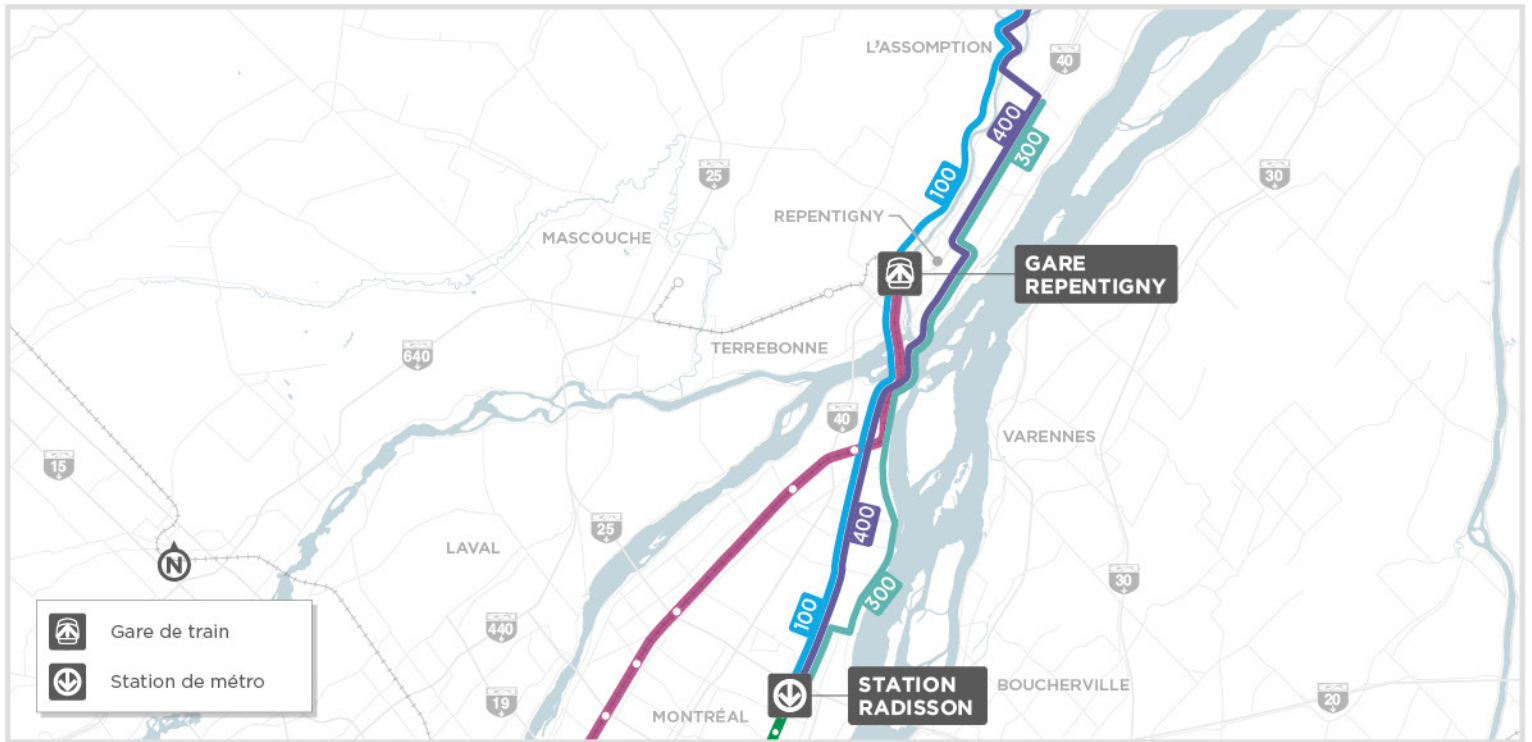 L'ASSOMPTION
40
400
300
100
25
30
REPENTIGNY
MASCOUCHE
GARE
REPENTIGNY
TERREBONNE
640
40
VARENNES
15
400
25
LAVAL
N
30
300
100
440
Gare de train
Station de métro
STATION
RADISSON
BOUCHERVILLE
19
20
MONTRÉAL